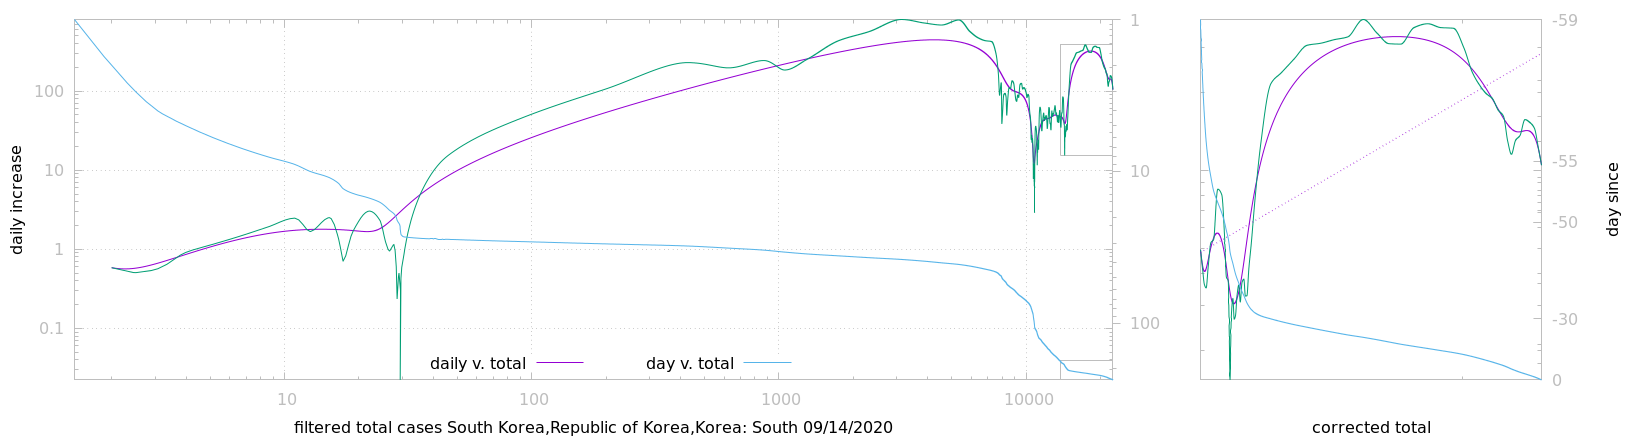 daily increase
100
10
1
0.1
10
100
1000
10000
1
10
100
daily v. total
day v. total
filtered total cases South Korea,Republic of Korea,Korea: South 09/14/2020
-59
-55
-50
-30
0
day since
corrected total